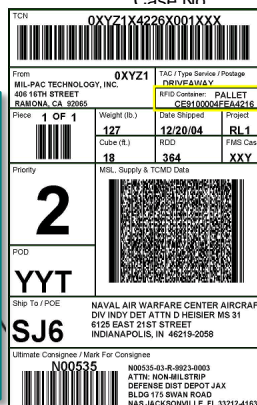 Case No
TCN
0XYZ1X4226X001XXX
From 0XYZ1
MIL-PAC TECHNOLOGY, INC.
406 16TH STREET
RAMONA, CA 92065
TAC / Type Service / Postage
DRIVEAWAY
RFID Container: PALLET
CE9100004FEA4216
Piece 1 OF 1
Weight (lb.) Date Shipped Project
127 12/20/04 RL1
Cube (ft.) RDD FMS Cas
18 364 XXY
Priority
2
MSL, Supply & TCMD Data
POD
YYT
Ship To / POE
SJ6
NAVAL AIR WARFARE CENTER AIRCRAF
DIV INDY DET ATTN D HEISIER MS 31
6125 EAST 21ST STREET
INDIANAPOLIS, IN 46219-2058
Ultimate Consignee / Mark For Consignee
N00535
N00535-03-R-9923-0003
ATTN: NON-MILSTRIP
DEFENSE DIST DEPOT JAX
BLDG 175 SWAN ROAD
NAS JACKSONVILLE, FL 33212-4163